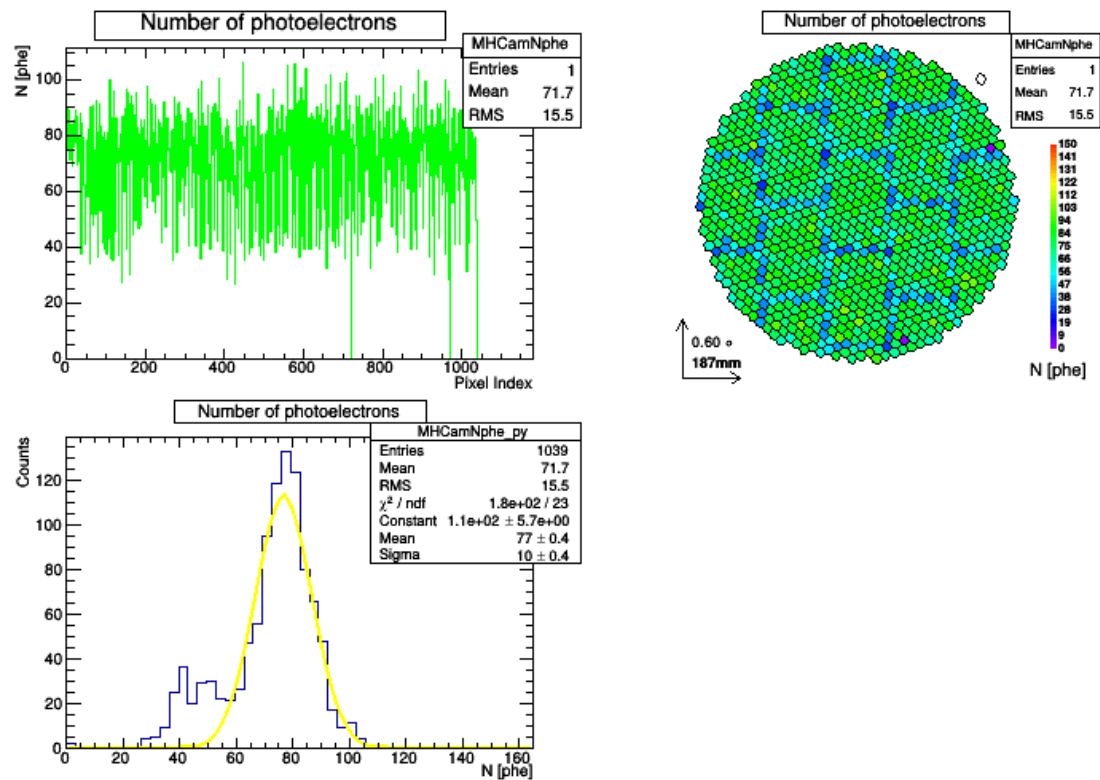 Number of photoelectrons
MHCamNphe
Entries 1
Mean 71.7
RMS 15.5
N [phe]
100
80
60
40
20
0
0 200 400 600 800 1000
Pixel Index
Number of photoelectrons
MHCamNphe
Entries 1
Mean 71.7
RMS 15.5
150
141
131
122
112
103
94
84
75
66
56
47
38
28
19
9
0
N [phe]
0.60 °
187mm
Number of photoelectrons
MHCamNphe_py
Entries 1039
Mean 71.7
RMS 15.5
χ² / ndf 1.8e+02 / 23
Constant 1.1e+02 ± 5.7e+00
Mean 77 ± 0.4
Sigma 10 ± 0.4
Counts
120
100
80
60
40
20
0
0 20 40 60 80 100 120 140 160
N [phe]